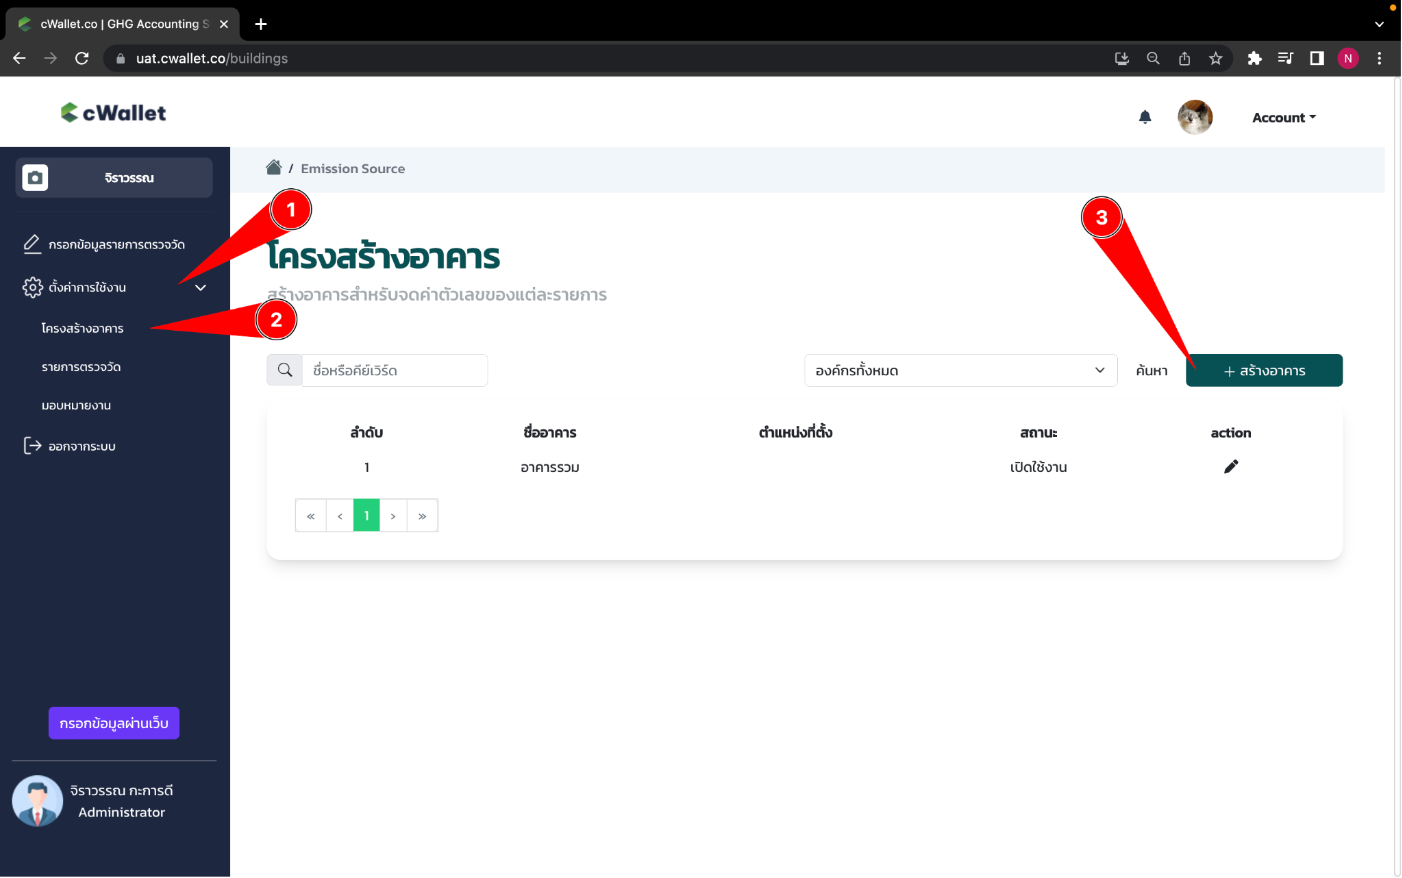 cWallet.co | GHG Accounting S
uat.cwallet.co/buildings
N
cWallet
Account
จิราวรรณ
/ Emission Source
1
3
กรอกข้อมูลรายการตรวจวัด
โครงสร้างอาคาร
ตั้งค่าการใช้งาน
สร้างอาคารสำหรับจดค่าตัวเลขของแต่ละรายการ
2
โครงสร้างอาคาร
รายการตรวจวัด
ชื่อหรือคีย์เวิร์ด
องค์กรทั้งหมด
ค้นหา
+ สร้างอาคาร
มอบหมายงาน
ออกจากระบบ
ลำดับ ชื่ออาคาร ตำแหน่งที่ตั้ง สถานะ action
1 อาคารรวม เปิดใช้งาน
« ‹ 1 › »
กรอกข้อมูลผ่านเว็บ
จิราวรรณ กะการดี
Administrator